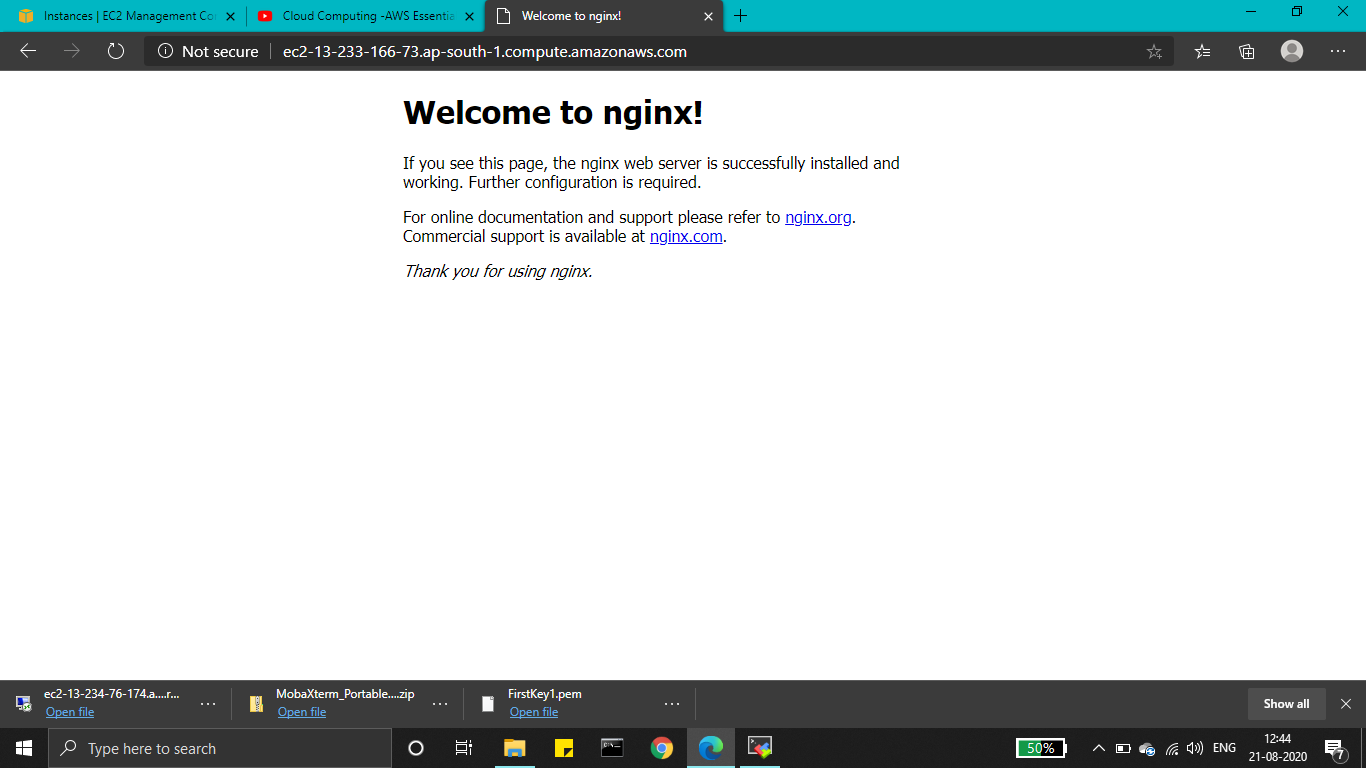 Instances | EC2 Management Co
Cloud Computing -AWS Essentia
Welcome to nginx!
Not secure
ec2-13-233-166-73.ap-south-1.compute.amazonaws.com
Welcome to nginx!
If you see this page, the nginx web server is successfully installed and
working. Further configuration is required.
For online documentation and support please refer to nginx.org.
Commercial support is available at nginx.com.
Thank you for using nginx.
ec2-13-234-76-174.a....r...
Open file
MobaXterm_Portable....zip
Open file
FirstKey1.pem
Open file
Show all
Type here to search
50%
ENG
12:44
21-08-2020
7